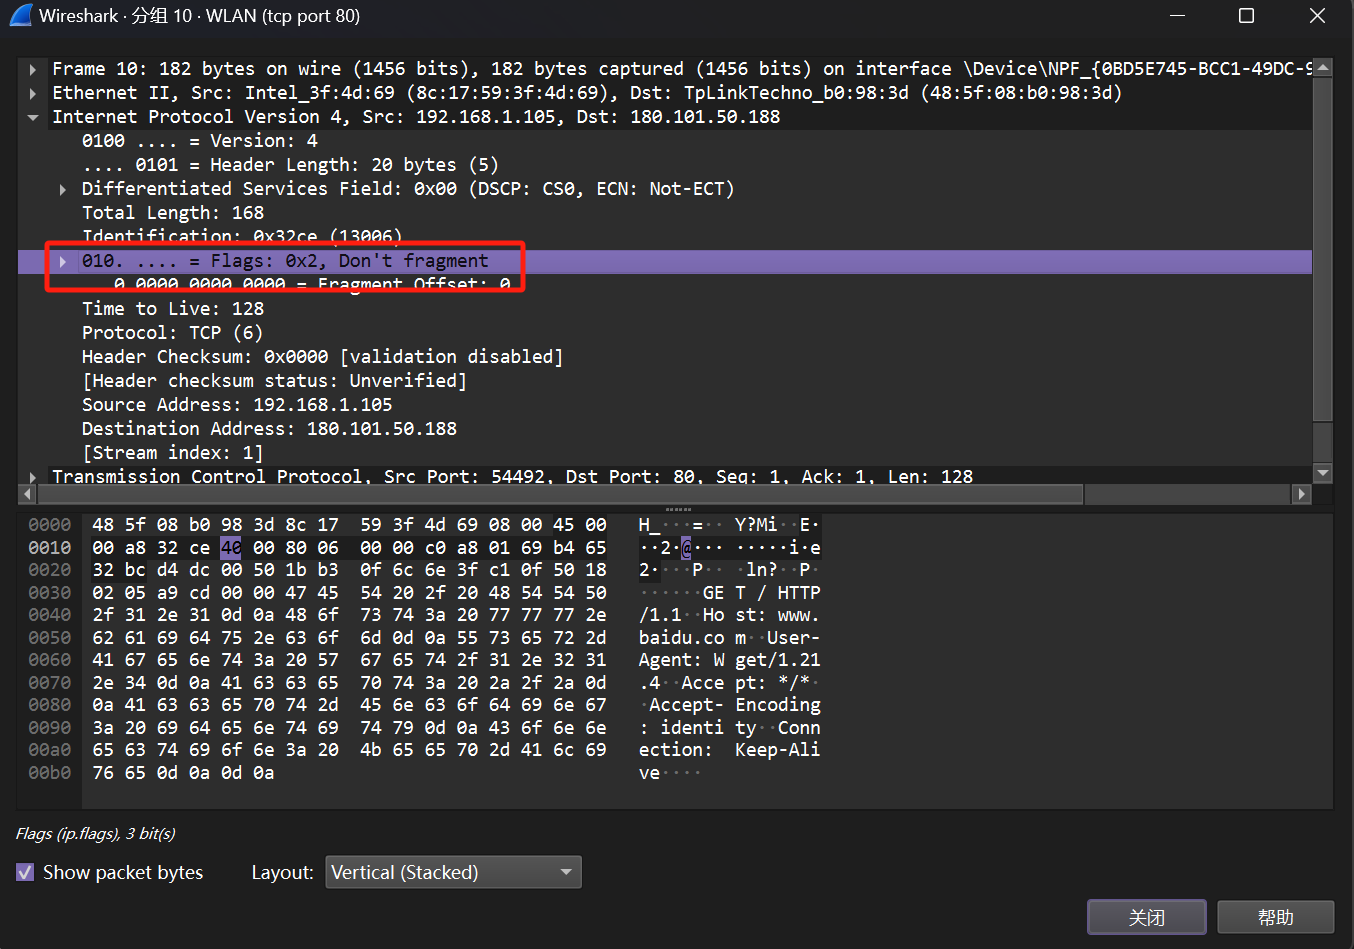 Wireshark · 分组 10 · WLAN (tcp port 80)
Frame 10: 182 bytes on wire (1456 bits), 182 bytes captured (1456 bits) on interface \Device\NPF_{0BD5E745-BCC1-49DC-9
Ethernet II, Src: Intel_3f:4d:69 (8c:17:59:3f:4d:69), Dst: TpLinkTechno_b0:98:3d (48:5f:08:b0:98:3d)
Internet Protocol Version 4, Src: 192.168.1.105, Dst: 180.101.50.188
0100 .... = Version: 4
.... 0101 = Header Length: 20 bytes (5)
Differentiated Services Field: 0x00 (DSCP: CS0, ECN: Not-ECT)
Total Length: 168
Identification: 0x32ce (13006)
010. .... = Flags: 0x2, Don't fragment
...0 0000 0000 0000 = Fragment Offset: 0
Time to Live: 128
Protocol: TCP (6)
Header Checksum: 0x0000 [validation disabled]
[Header checksum status: Unverified]
Source Address: 192.168.1.105
Destination Address: 180.101.50.188
[Stream index: 1]
Transmission Control Protocol, Src Port: 54492, Dst Port: 80, Seq: 1, Ack: 1, Len: 128
0000 48 5f 08 b0 98 3d 8c 17 59 3f 4d 69 08 00 45 00 H_···=·· Y?Mi··E·
0010 00 a8 32 ce 40 00 80 06 00 00 c0 a8 01 69 b4 65 ··2·@··· ·····i·e
0020 32 bc d4 dc 00 50 1b b3 0f 6c 6e 3f c1 0f 50 18 2····P·· ·ln?··P·
0030 02 05 a9 cd 00 00 47 45 54 20 2f 20 48 54 54 50 ······GE T / HTTP
0040 2f 31 2e 31 0d 0a 48 6f 73 74 3a 20 77 77 77 2e /1.1··Ho st: www.
0050 62 61 69 64 75 2e 63 6f 6d 0d 0a 55 73 65 72 2d baidu.co m··User-
0060 41 67 65 6e 74 3a 20 57 67 65 74 2f 31 2e 32 31 Agent: W get/1.21
0070 2e 34 0d 0a 41 63 63 65 70 74 3a 20 2a 2f 2a 0d .4··Acce pt: */*·
0080 0a 41 63 63 65 70 74 2d 45 6e 63 6f 64 69 6e 67 ·Accept- Encoding
0090 3a 20 69 64 65 6e 74 69 74 79 0d 0a 43 6f 6e 6e : identi ty··Conn
00a0 65 63 74 69 6f 6e 3a 20 4b 65 65 70 2d 41 6c 69 ection: Keep-Ali
00b0 76 65 0d 0a 0d 0a ve····
Flags (ip.flags), 3 bit(s)
Show packet bytes Layout: Vertical (Stacked)
关闭 帮助